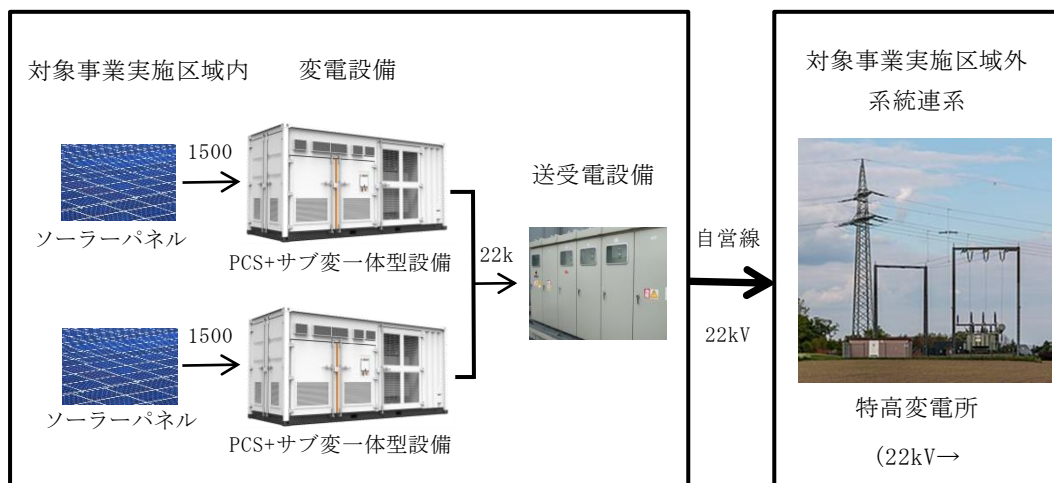 対象事業実施区域内
変電設備
1500
ソーラーパネル
PCS+サブ変一体型設備
1500
ソーラーパネル
PCS+サブ変一体型設備
22k
送受電設備
自営線
22kV
対象事業実施区域外
系統連系
特高変電所
(22kV→